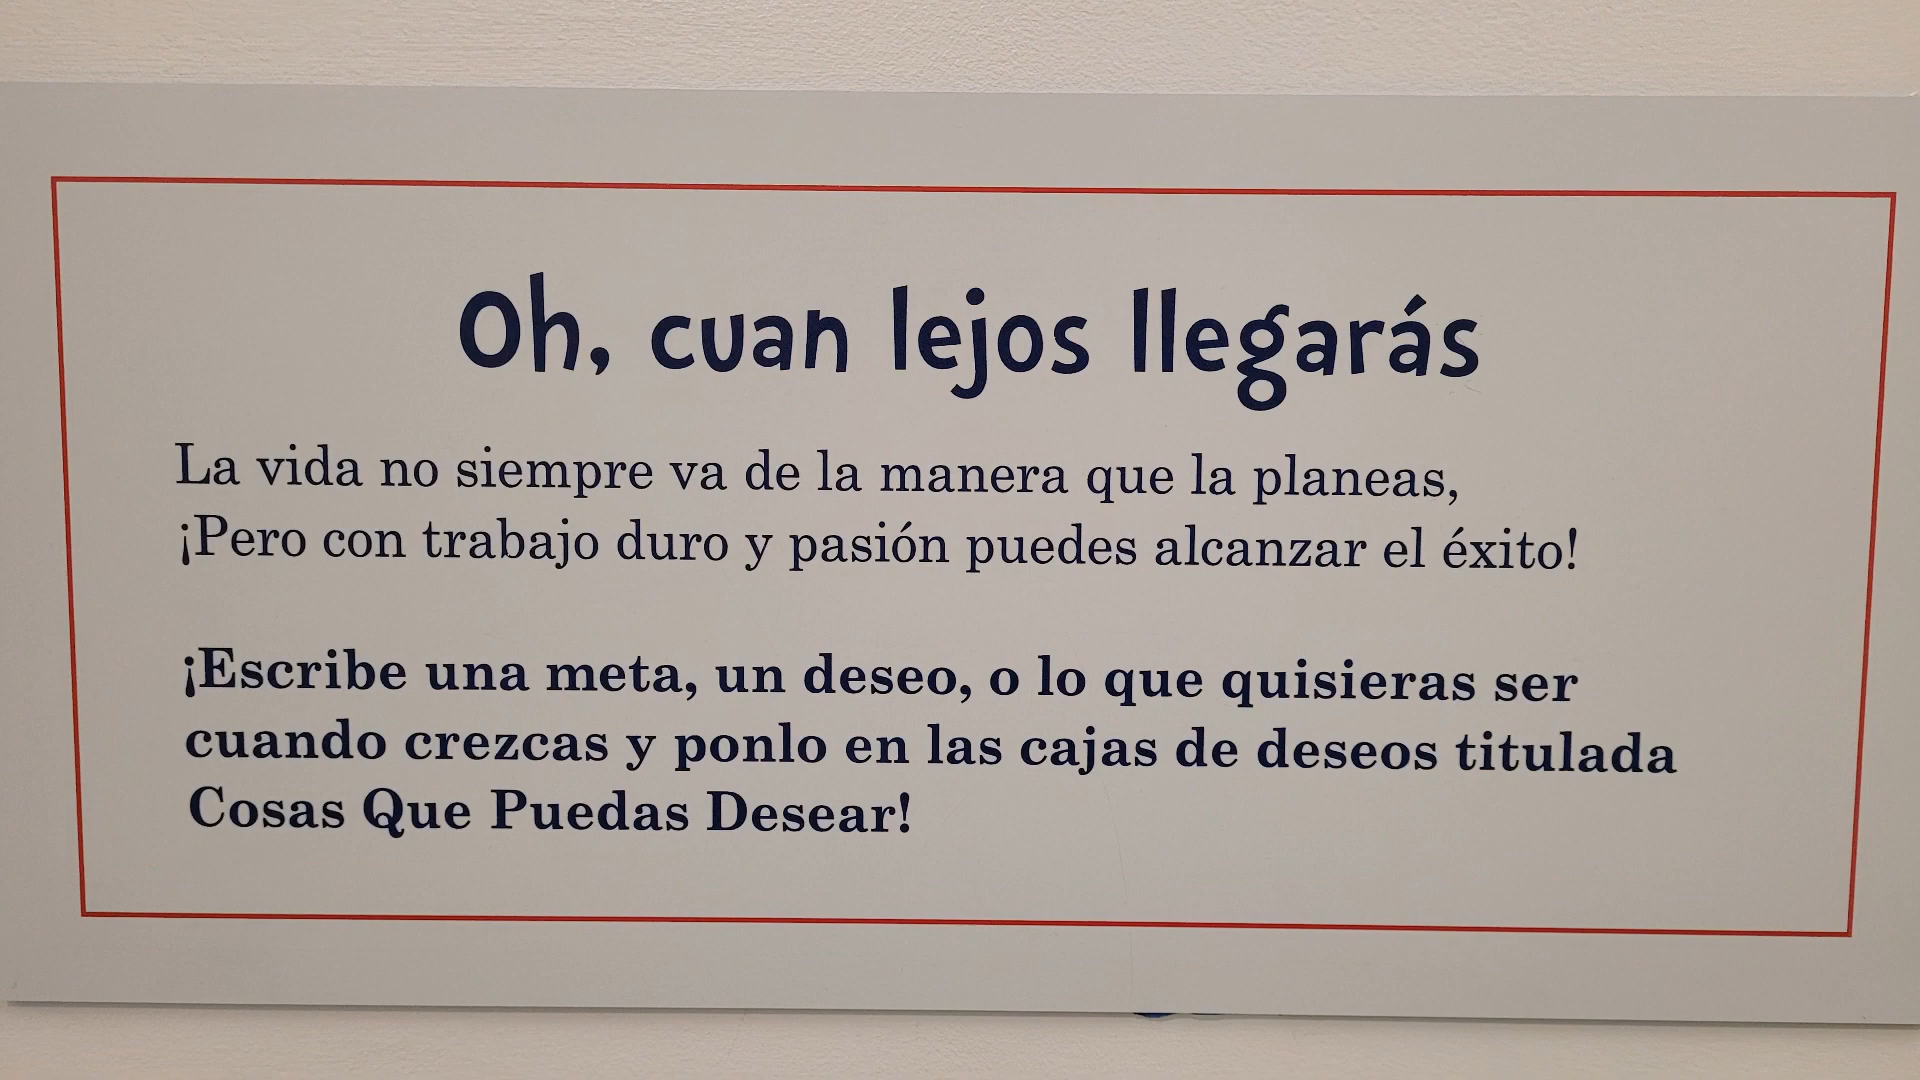 Oh, cuan lejos llegarás
La vida no siempre va de la manera que la planeas,
¡Pero con trabajo duro y pasión puedes alcanzar el éxito!
¡Escribe una meta, un deseo, o lo que quisieras ser
cuando crezcas y ponlo en las cajas de deseos titulada
Cosas Que Puedas Desear!